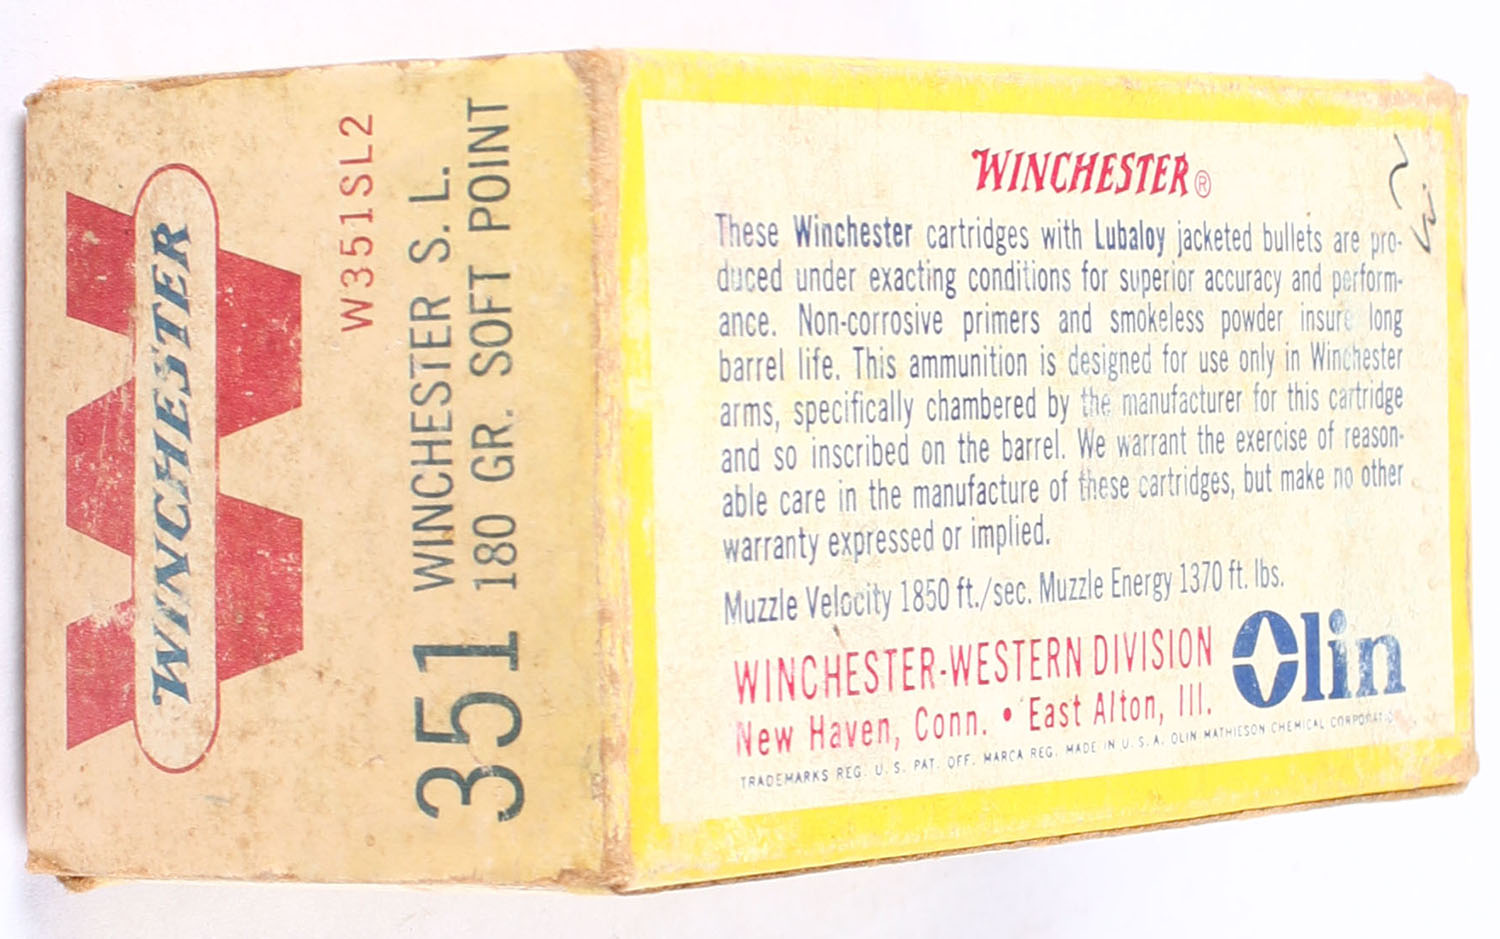 WINCHESTER
W351SL2
351 WINCHESTER S. L.
180 GR. SOFT POINT
WINCHESTER®
These Winchester cartridges with Lubaloy jacketed bullets are pro-
duced under exacting conditions for superior accuracy and perform-
ance. Non-corrosive primers and smokeless powder insure long
barrel life. This ammunition is designed for use only in Winchester
arms, specifically chambered by the manufacturer for this cartridge
and so inscribed on the barrel. We warrant the exercise of reason-
able care in the manufacture of these cartridges, but make no other
warranty expressed or implied.
Muzzle Velocity 1850 ft./sec. Muzzle Energy 1370 ft. lbs.
WINCHESTER-WESTERN DIVISION
New Haven, Conn. • East Alton, Ill.
Olin
TRADEMARKS REG. U. S. PAT. OFF. MARCA REG. MADE IN U. S. A. OLIN MATHIESON CHEMICAL CORPORATION